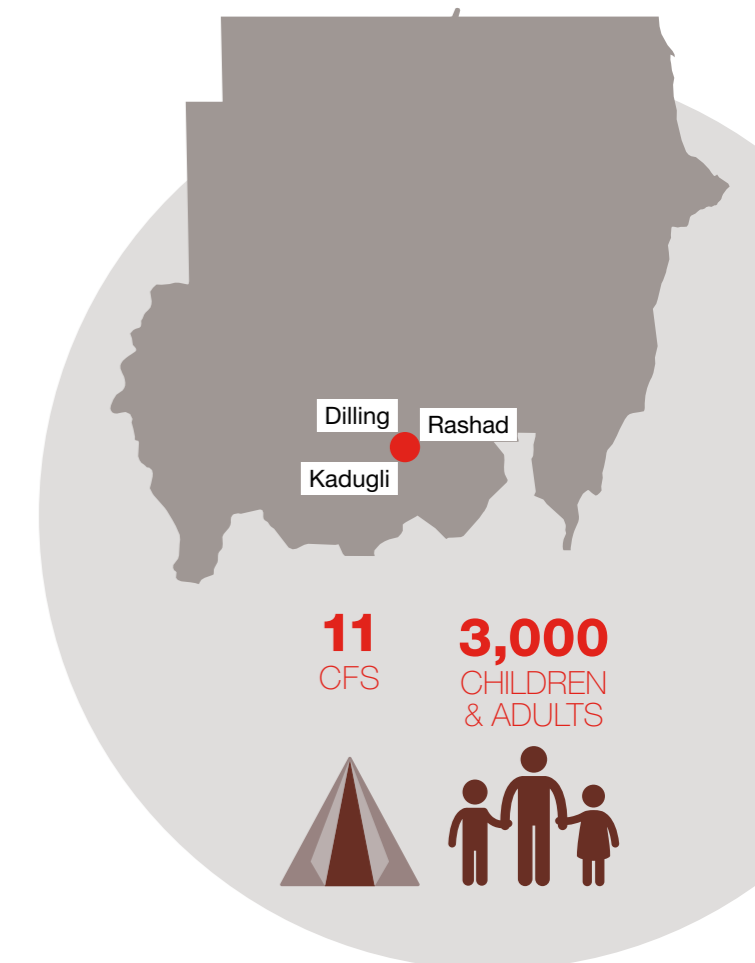 Dilling
Rashad
Kadugli
11
CFS
3,000
CHILDREN
& ADULTS